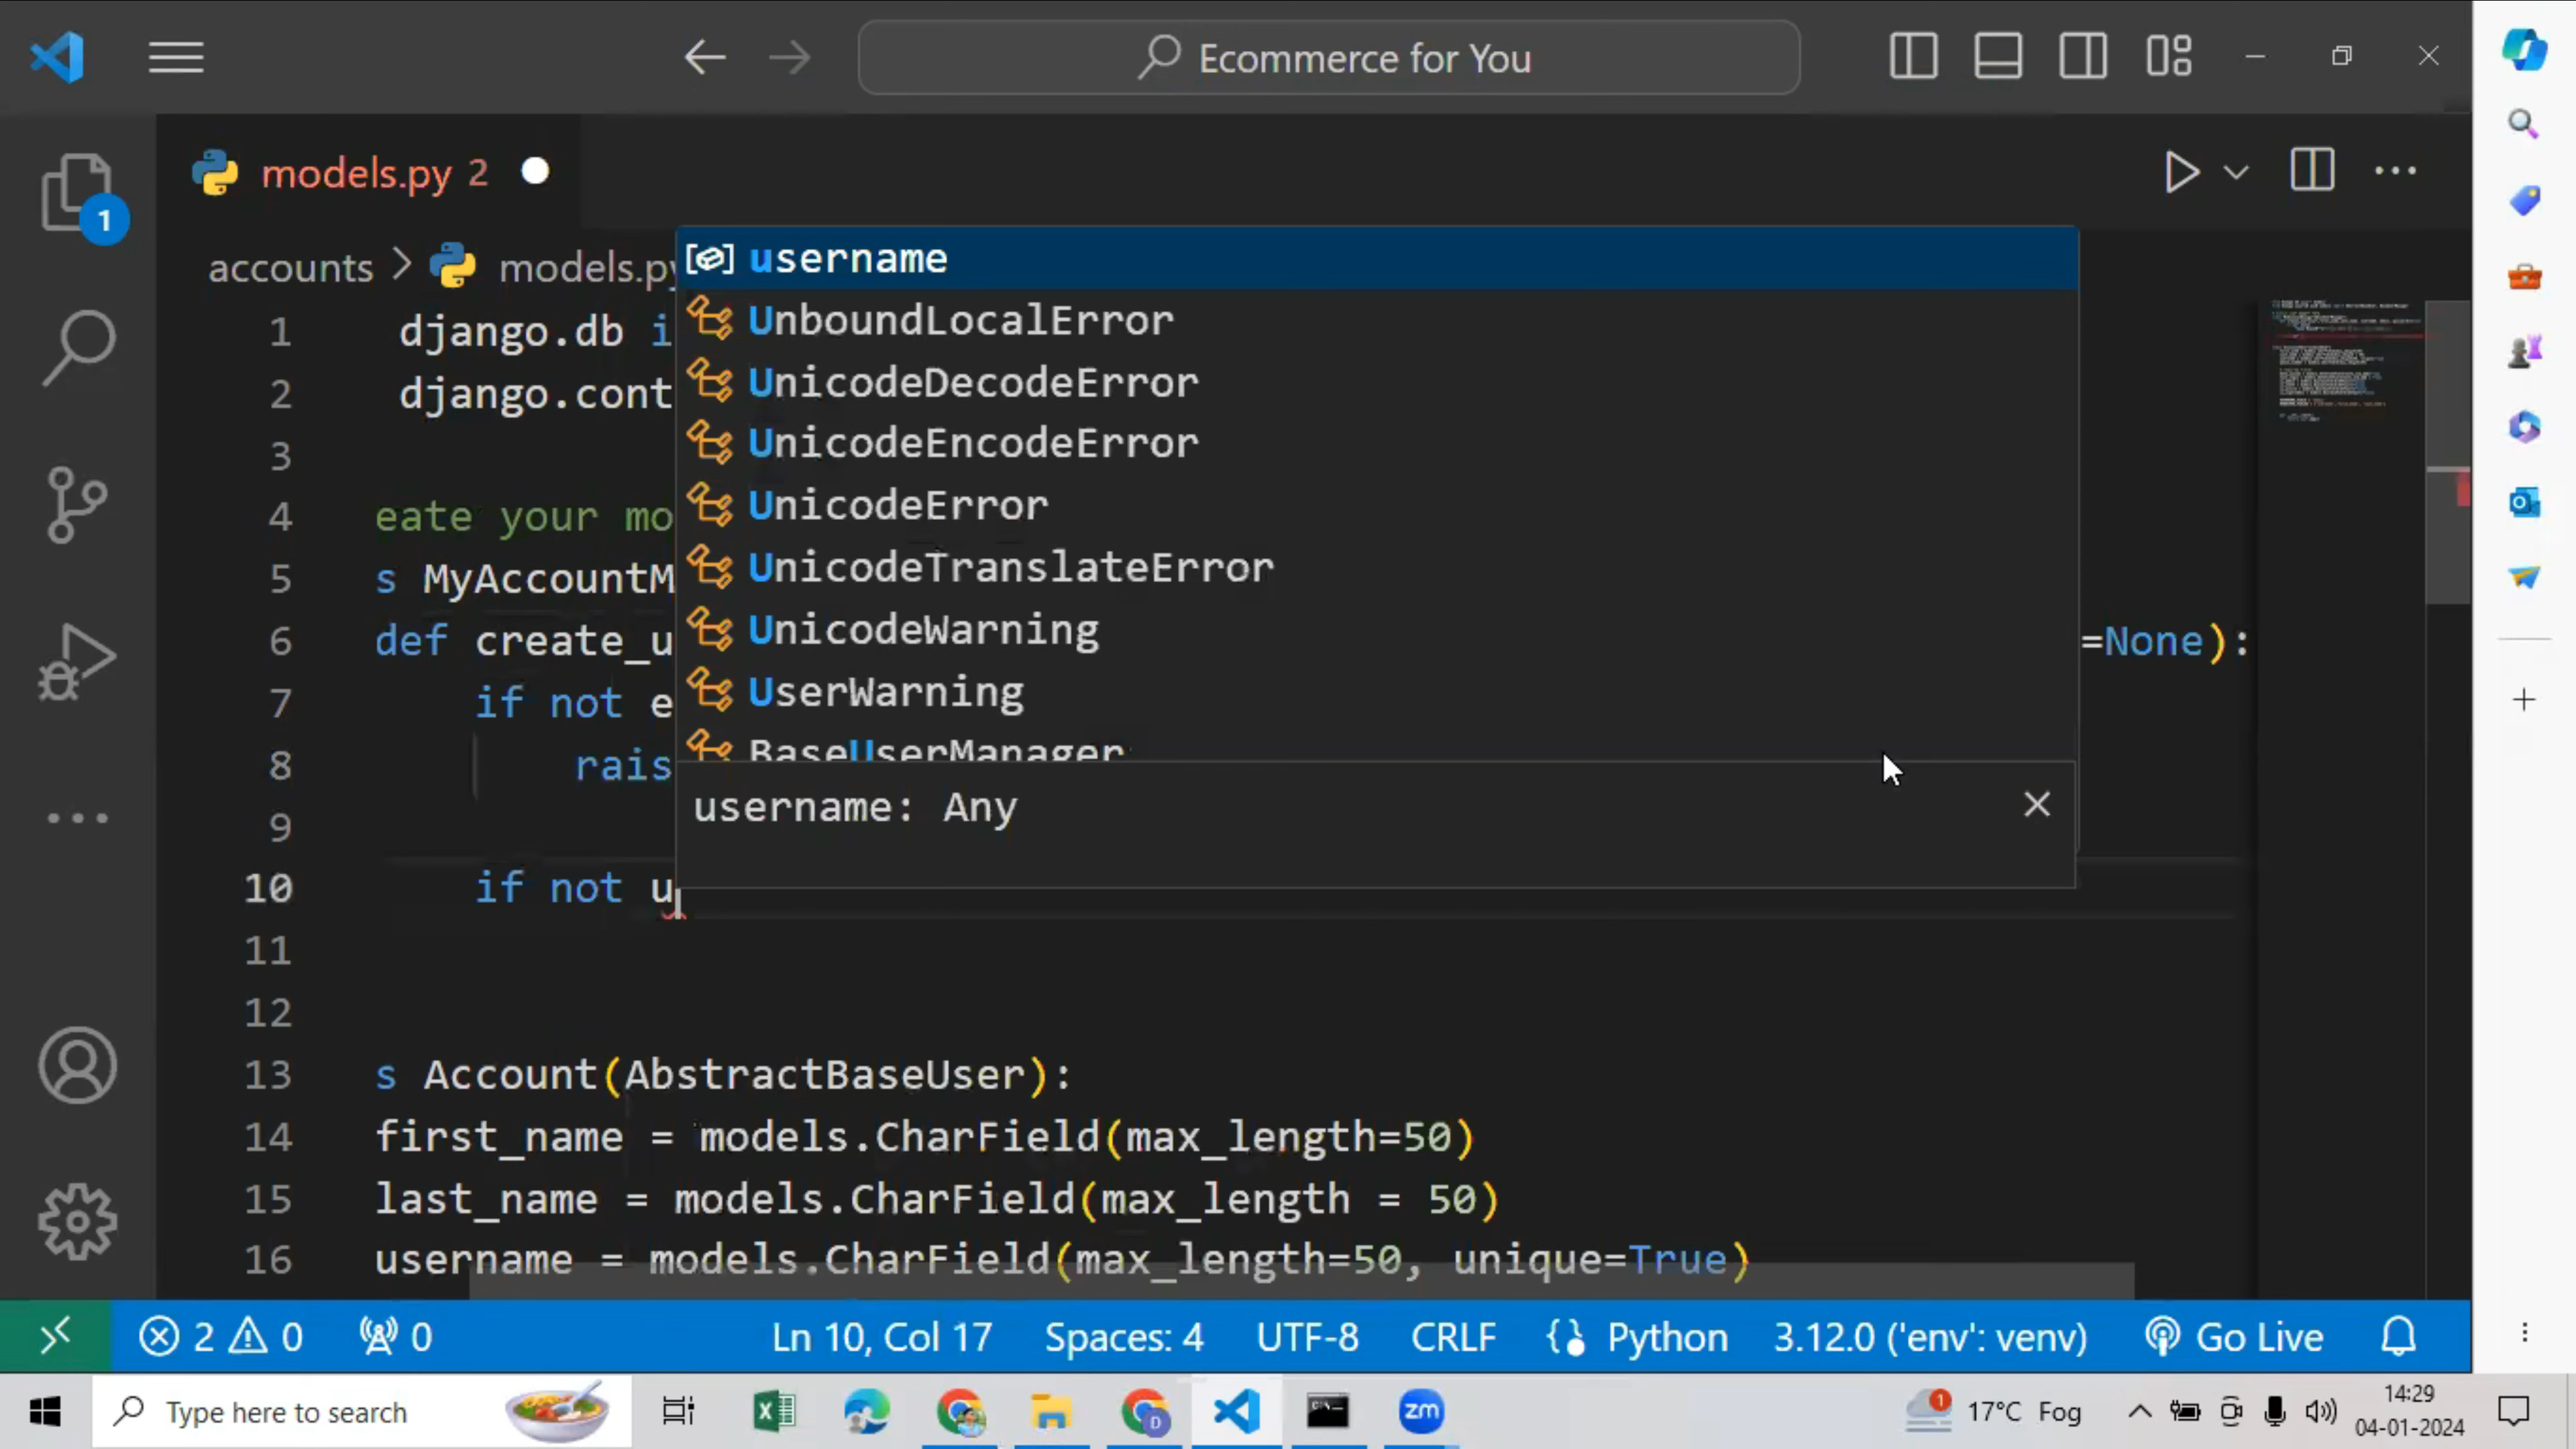 Ecommerce for You
models.py 2
1
accounts > models.py
username
UnboundLocalError
UnicodeDecodeError
UnicodeEncodeError
UnicodeError
UnicodeTranslateError
UnicodeWarning
UserWarning
BaseUserManager
username: Any
1 django.db i
2 django.cont
3
4 eate your mo
5 s MyAccountM
6 def create_u =None):
7 if not e
8 rais
9
10 if not u
11
12
13 s Account(AbstractBaseUser):
14 first_name = models.CharField(max_length=50)
15 last_name = models.CharField(max_length = 50)
16 username = models.CharField(max_length=50, unique=True)
2 0 0 Ln 10, Col 17 Spaces: 4 UTF-8 CRLF Python 3.12.0 ('env': venv) Go Live
Type here to search D zm 1 17°C Fog 14:29
04-01-2024